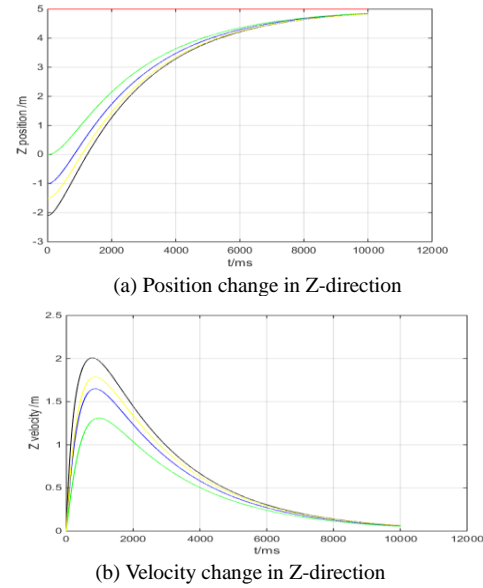 5
4
3
2
1
0
-1
-2
-3
Z position /m
0 2000 4000 6000 8000 10000 12000
t/ms
(a) Position change in Z-direction
2.5
2
1.5
1
0.5
0
Z velocity /m
0 2000 4000 6000 8000 10000 12000
t/ms
(b) Velocity change in Z-direction